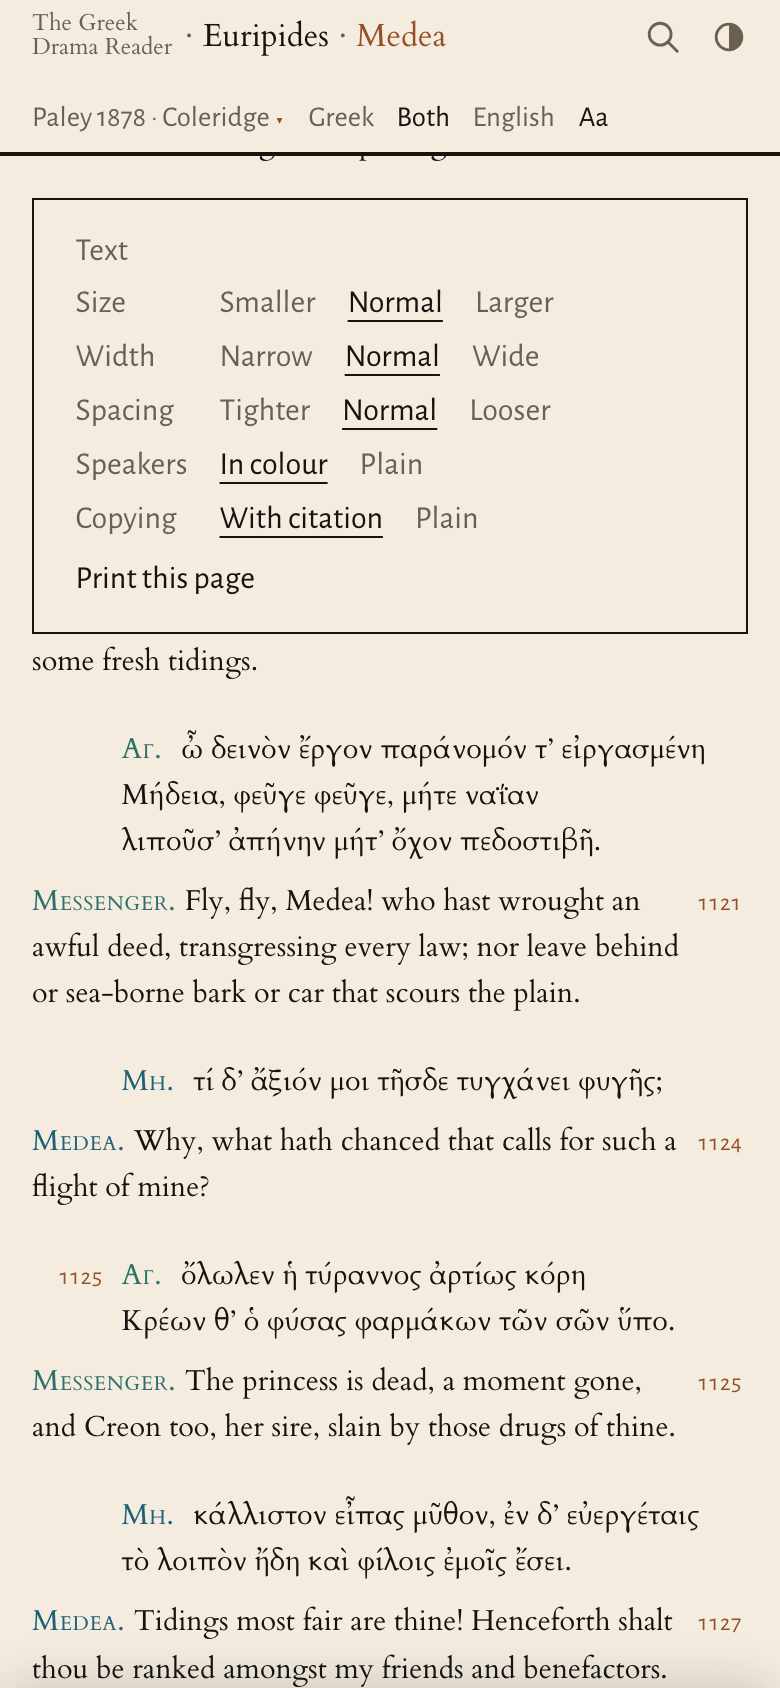 The Greek
Drama Reader · Euripides · Medea
Paley 1878 · Coleridge ▾ Greek Both English Aa
Text
Size Smaller Normal Larger
Width Narrow Normal Wide
Spacing Tighter Normal Looser
Speakers In colour Plain
Copying With citation Plain
Print this page
some fresh tidings.
Αγ. ὦ δεινὸν ἔργον παράνομόν τ’ εἰργασμένη
Μήδεια, φεῦγε φεῦγε, μήτε ναΐαν
λιποῦσ’ ἀπήνην μήτ’ ὄχον πεδοστιβῆ.
Messenger. Fly, fly, Medea! who hast wrought an 1121
awful deed, transgressing every law; nor leave behind
or sea-borne bark or car that scours the plain.
Μη. τί δ’ ἄξιόν μοι τῆσδε τυγχάνει φυγῆς;
Medea. Why, what hath chanced that calls for such a 1124
flight of mine?
1125 Αγ. ὄλωλεν ἡ τύραννος ἀρτίως κόρη
Κρέων θ’ ὁ φύσας φαρμάκων τῶν σῶν ὕπο.
Messenger. The princess is dead, a moment gone, 1125
and Creon too, her sire, slain by those drugs of thine.
Μη. κάλλιστον εἶπας μῦθον, ἐν δ’ εὐεργέταις
τὸ λοιπὸν ἤδη καὶ φίλοις ἐμοῖς ἔσει.
Medea. Tidings most fair are thine! Henceforth shalt 1127
thou be ranked amongst my friends and benefactors.